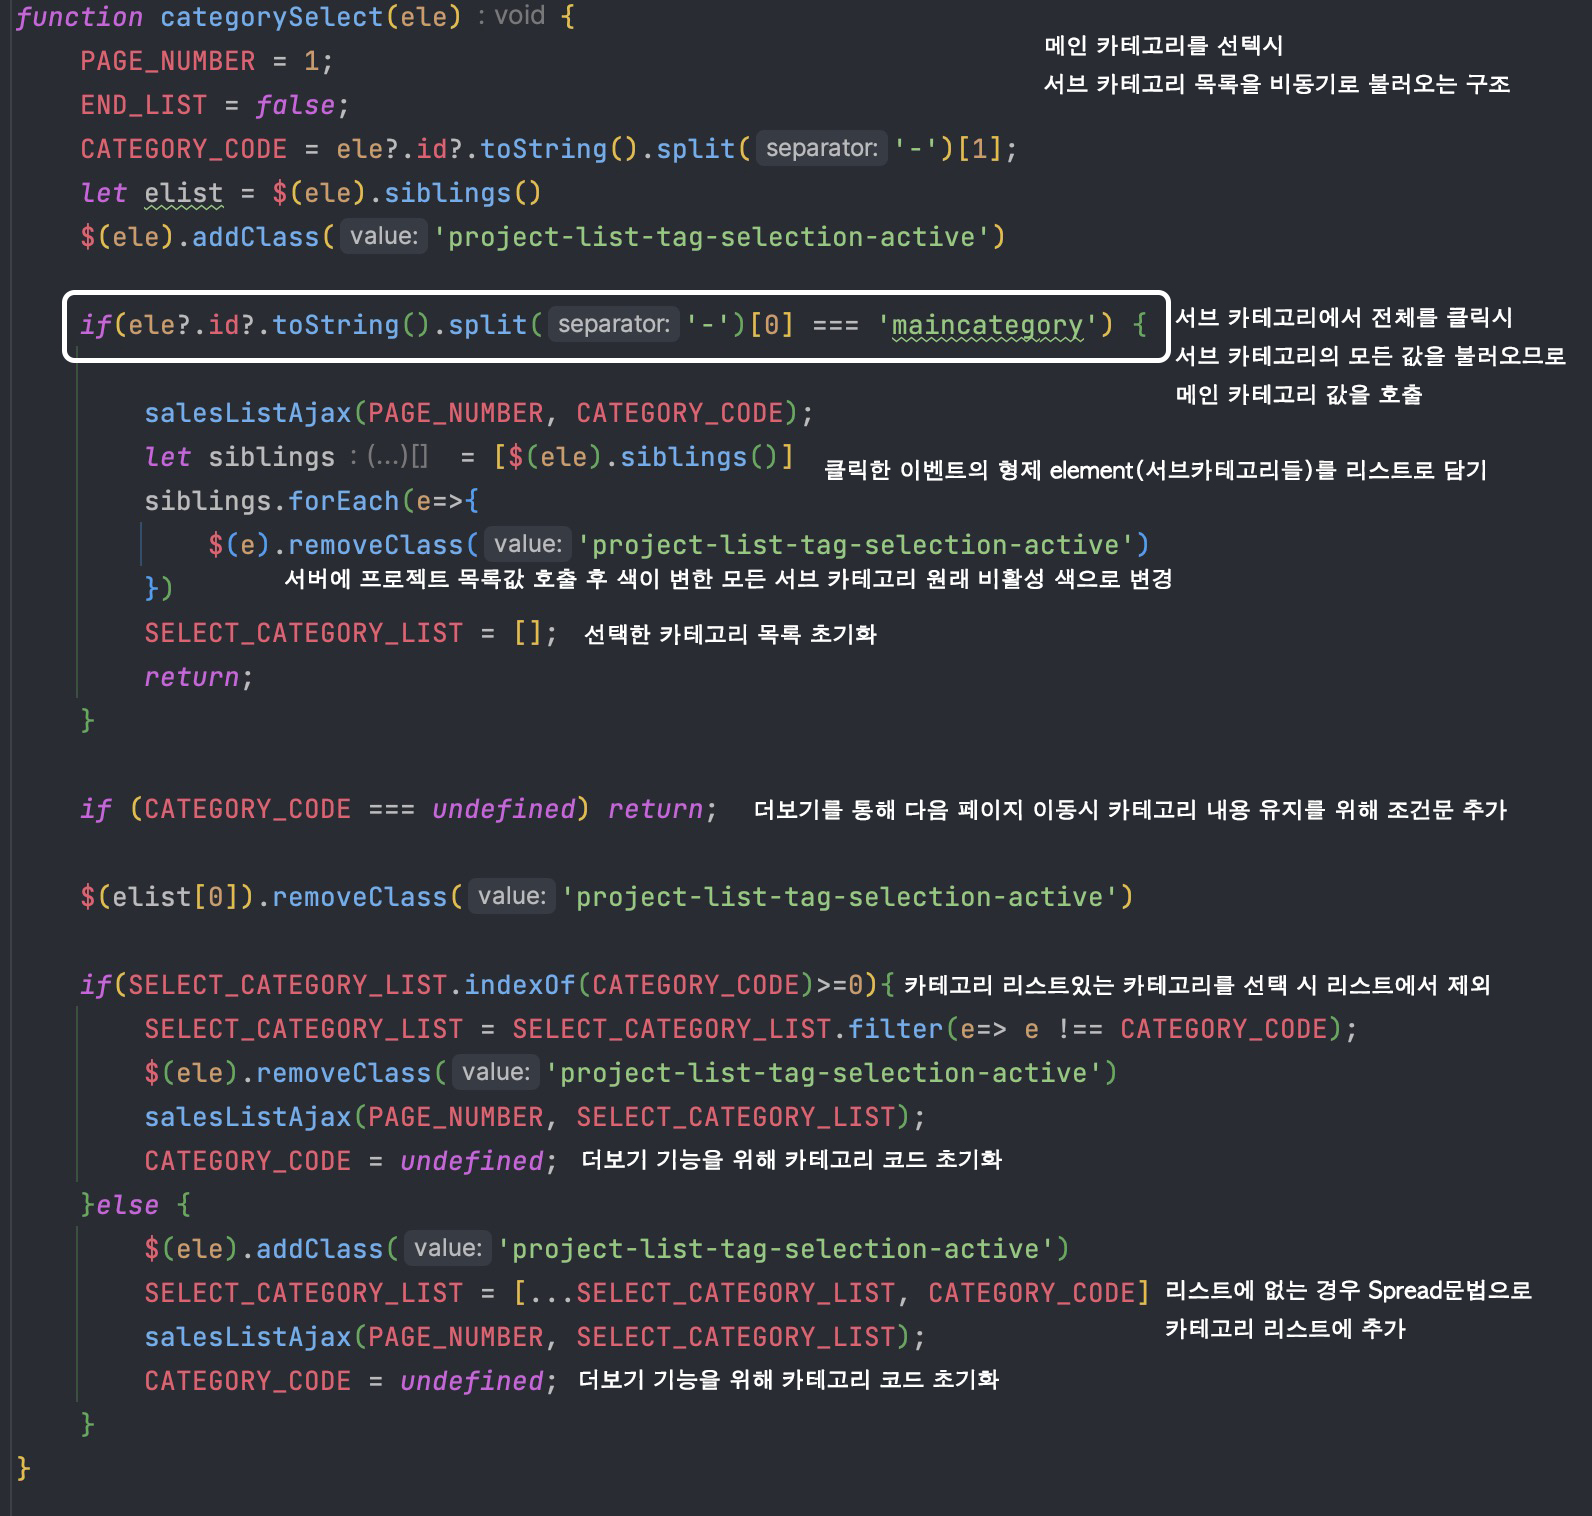 function categorySelect(ele) : void {
PAGE_NUMBER = 1;
메인 카테고리를 선텍시
END_LIST = false;
서브 카테고리 목록을 비동기로 불러오는 구조
CATEGORY_CODE = ele?.id?.toString().split( separator: '-')[1];
let elist = $(ele).siblings()
$(ele).addClass( value: 'project-list-tag-selection-active')
if(ele?.id?.toString().split( separator: '-')[0] === 'maincategory') {
서브 카테고리에서 전체를 클릭시
서브 카테고리의 모든 값을 불러오므로
메인 카테고리 값을 호출
salesListAjax(PAGE_NUMBER, CATEGORY_CODE);
let siblings : (...)[] = [$(ele).siblings()]
클릭한 이벤트의 형제 element(서브카테고리들)를 리스트로 담기
siblings.forEach(e=>{
$(e).removeClass( value: 'project-list-tag-selection-active')
서버에 프로젝트 목록값 호출 후 색이 변한 모든 서브 카테고리 원래 비활성 색으로 변경
})
SELECT_CATEGORY_LIST = []; 선택한 카테고리 목록 초기화
return;
}
if (CATEGORY_CODE === undefined) return; 더보기를 통해 다음 페이지 이동시 카테고리 내용 유지를 위해 조건문 추가
$(elist[0]).removeClass( value: 'project-list-tag-selection-active')
if(SELECT_CATEGORY_LIST.indexOf(CATEGORY_CODE)>=0){ 카테고리 리스트있는 카테고리를 선택 시 리스트에서 제외
SELECT_CATEGORY_LIST = SELECT_CATEGORY_LIST.filter(e=> e !== CATEGORY_CODE);
$(ele).removeClass( value: 'project-list-tag-selection-active')
salesListAjax(PAGE_NUMBER, SELECT_CATEGORY_LIST);
CATEGORY_CODE = undefined; 더보기 기능을 위해 카테고리 코드 초기화
}else {
$(ele).addClass( value: 'project-list-tag-selection-active')
SELECT_CATEGORY_LIST = [...SELECT_CATEGORY_LIST, CATEGORY_CODE] 리스트에 없는 경우 Spread문법으로
카테고리 리스트에 추가
salesListAjax(PAGE_NUMBER, SELECT_CATEGORY_LIST);
CATEGORY_CODE = undefined; 더보기 기능을 위해 카테고리 코드 초기화
}
}